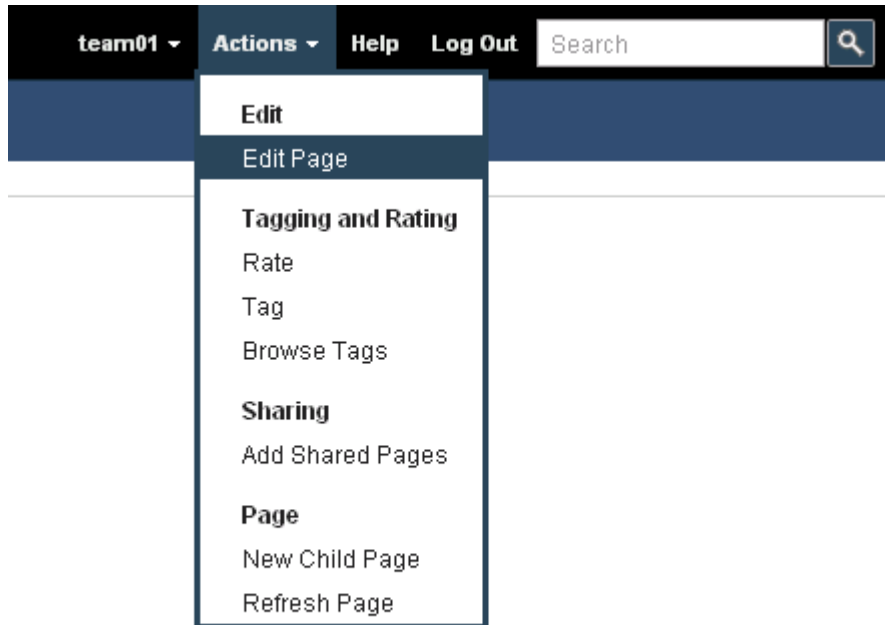 team01 Actions Help Log Out Search
Edit
Edit Page
Tagging and Rating
Rate
Tag
Browse Tags
Sharing
Add Shared Pages
Page
New Child Page
Refresh Page